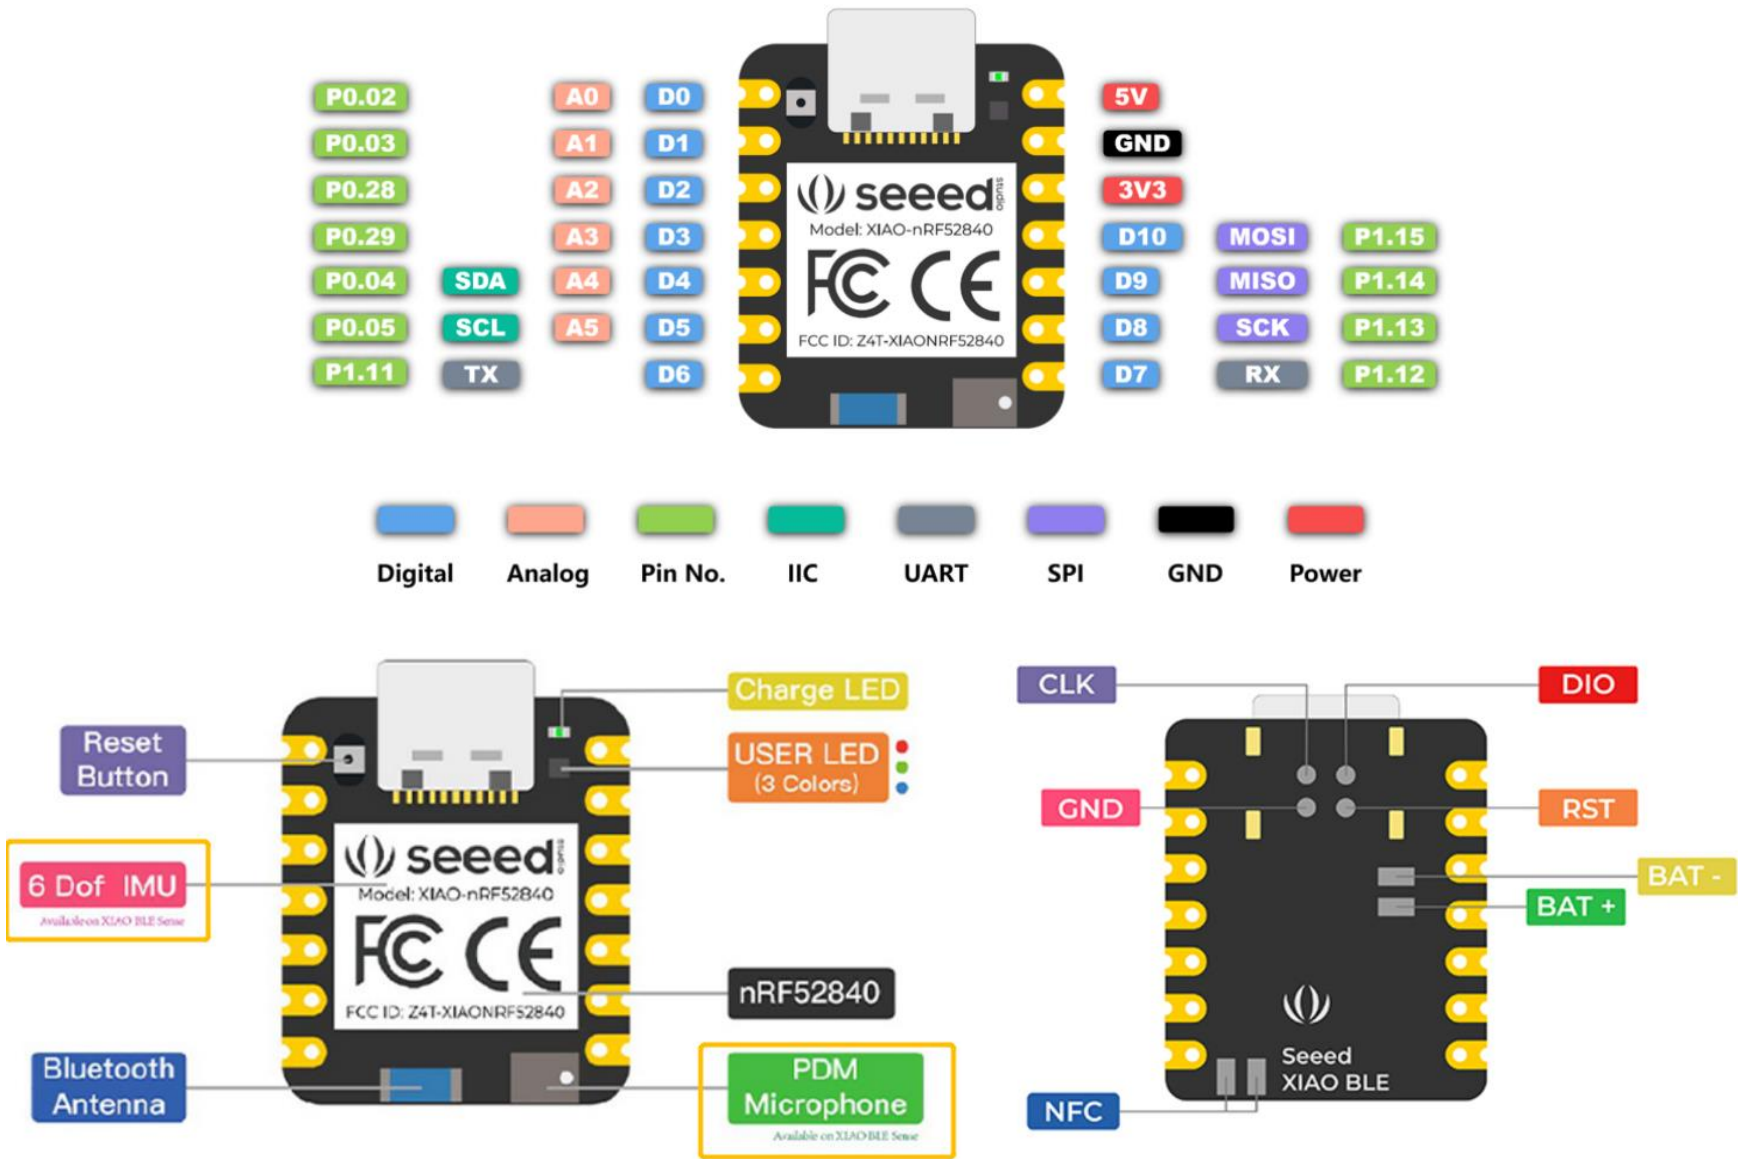 P0.02 A0 D0 5V
P0.03 A1 D1 GND
P0.28 A2 D2 3V3
P0.29 A3 D3 D10 MOSI P1.15
P0.04 SDA A4 D4 D9 MISO P1.14
P0.05 SCL A5 D5 D8 SCK P1.13
P1.11 TX D6 D7 RX P1.12
seeed studio
Model: XIAO-nRF52840
FC CE
FCC ID: Z4T-XIAONRF52840
Digital Analog Pin No. IIC UART SPI GND Power
Reset
Button
6 Dof IMU
Available on XIAO BLE Sense
Bluetooth
Antenna
seeed studio
Model: XIAO-nRF52840
FC CE
FCC ID: Z4T-XIAONRF52840
Charge LED
USER LED
(3 Colors)
nRF52840
PDM
Microphone
Available on XIAO BLE Sense
CLK
DIO
GND
RST
BAT -
BAT +
Seeed
XIAO BLE
NFC